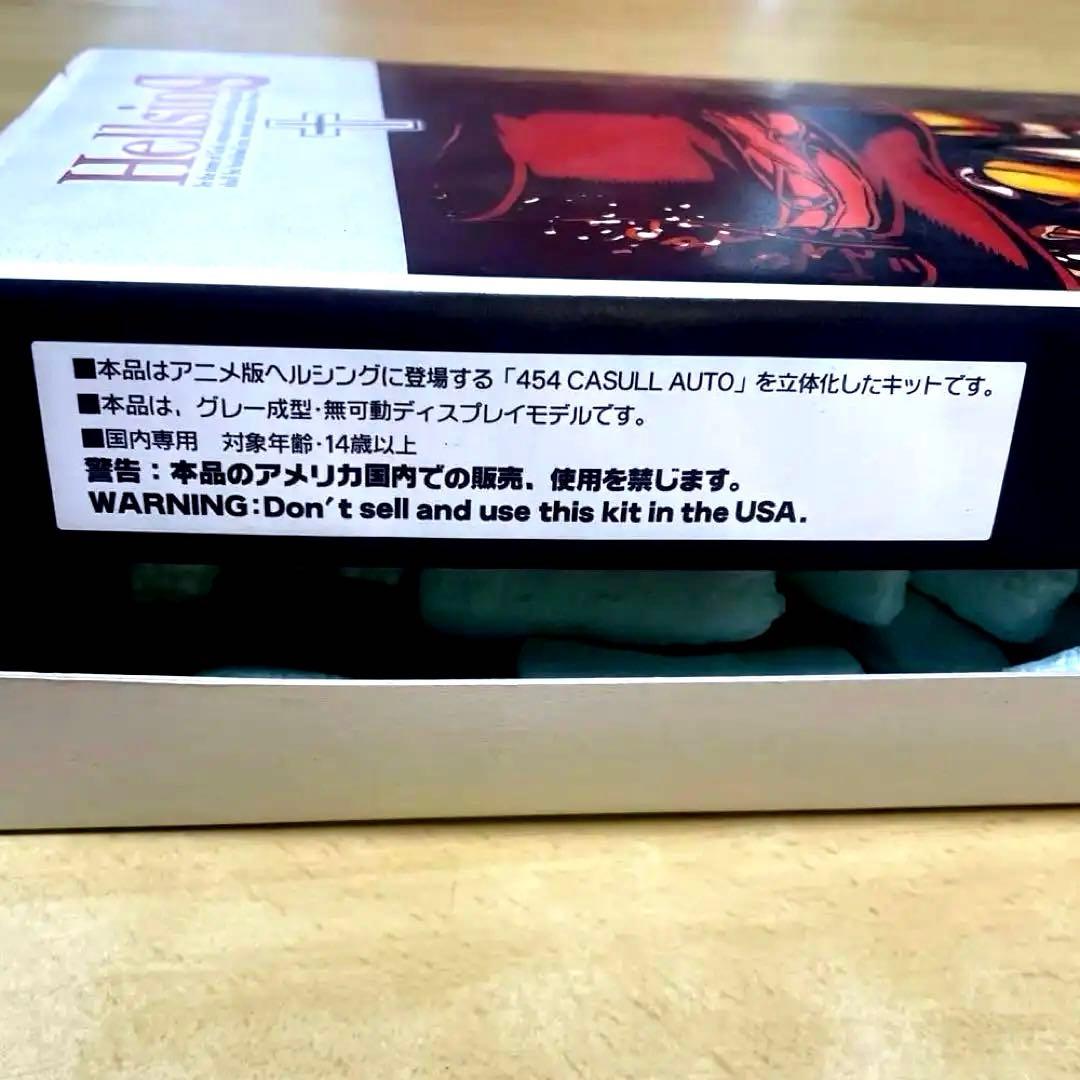 Hellsing
■本品はアニメ版ヘルシングに登場する「454 CASULL AUTO」を立体化したキットです。
■本品は、グレー成型・無可動ディスプレイモデルです。
■国内専用　対象年齢・14歳以上
警告：本品のアメリカ国内での販売、使用を禁じます。
WARNING:Don't sell and use this kit in the USA.